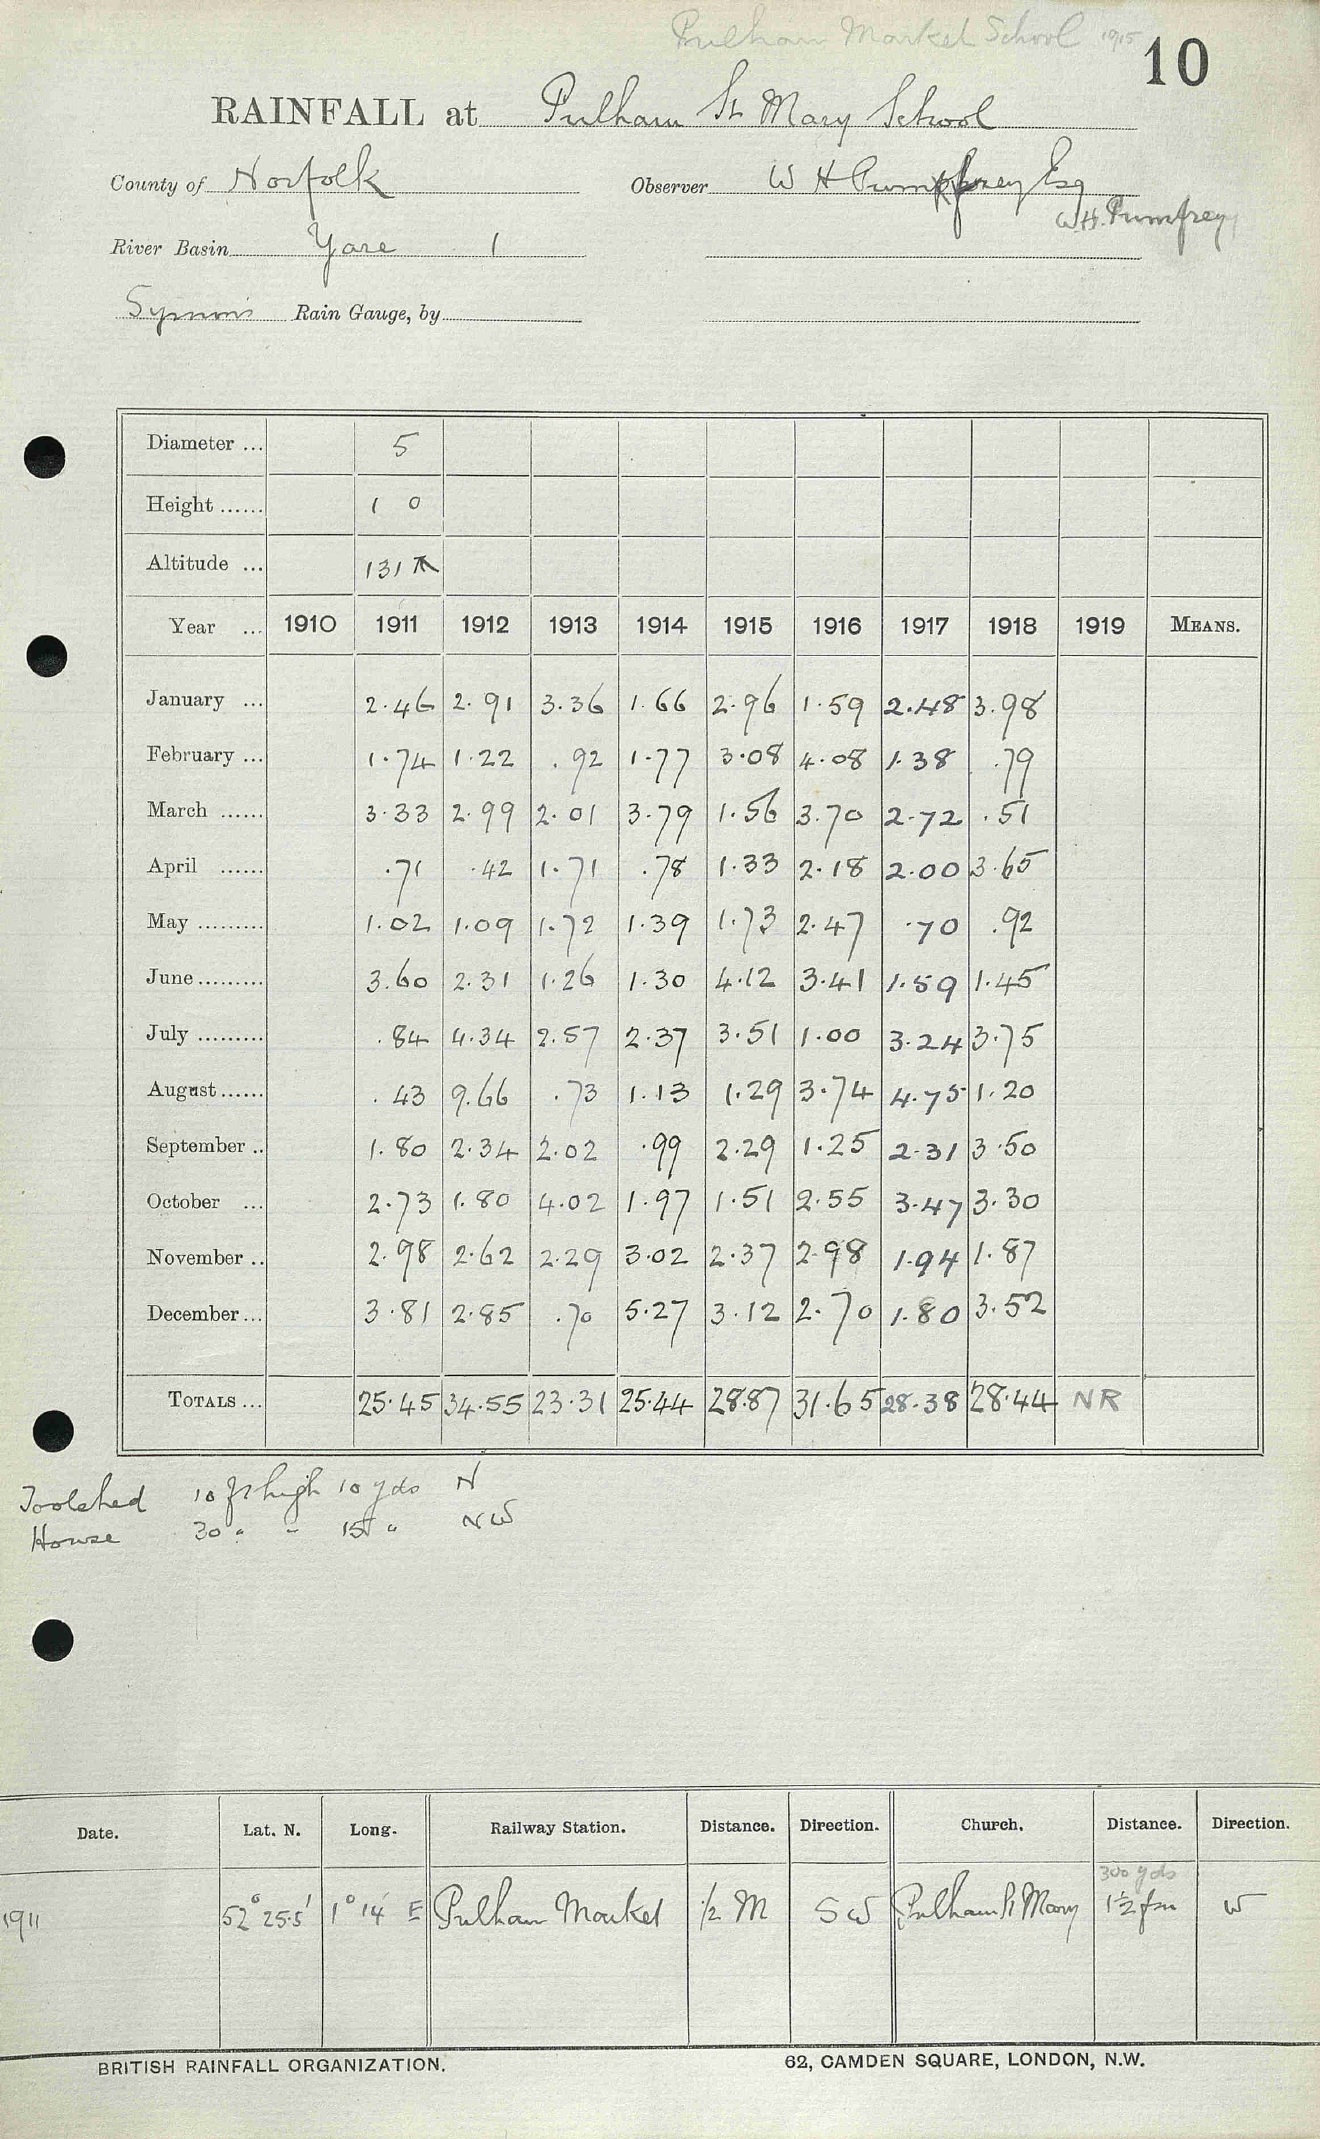 Pulham Market School 1915
10
RAINFALL at Pulham St Mary School
County of Norfolk Observer W H Pumphrey Esq
W.H. Pumfrey
River Basin Yare 1
Symons Rain Gauge, by
Diameter ... 5
Height ...... 1 0
Altitude ... 131
Year ... 1910 1911 1912 1913 1914 1915 1916 1917 1918 1919 MEANS.
January ... 2.46 2.91 3.36 1.66 2.96 1.59 2.48 3.98
February ... 1.74 1.22 .92 1.77 3.08 4.08 1.38 .79
March ...... 3.33 2.99 2.01 3.79 1.56 3.70 2.72 .51
April ...... .71 .42 1.71 .78 1.33 2.18 2.00 3.65
May ......... 1.02 1.09 1.72 1.39 1.73 2.47 .70 .92
June ......... 3.60 2.31 1.26 1.30 4.12 3.41 1.59 1.45
July ......... .84 4.34 2.57 2.37 3.51 1.00 3.24 3.75
August ...... .43 9.66 .73 1.13 1.29 3.74 4.75 1.20
September .. 1.80 2.34 2.02 .99 2.29 1.25 2.31 3.50
October ... 2.73 1.80 4.02 1.97 1.51 2.55 3.47 3.30
November .. 2.98 2.62 2.29 3.02 2.37 2.98 1.94 1.87
December ... 3.81 2.85 .70 5.27 3.12 2.70 1.80 3.52
TOTALS ... 25.45 34.55 23.31 25.44 28.87 31.65 28.38 28.44 NR
Toolshed 10 ft high 10 yds N
House 30 " " 15 " NW
Date. Lat. N. Long. Railway Station. Distance. Direction. Church. Distance. Direction.
300 yds
1911 52° 25.5' 1° 14' E Pulham Market 1/2 M SW Pulham St Mary 1½ fur W
BRITISH RAINFALL ORGANIZATION. 62, CAMDEN SQUARE, LONDON, N.W.